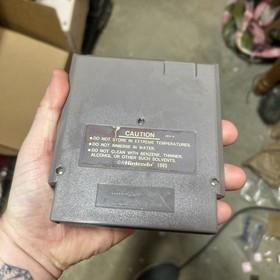 CAUTION
•DO NOT STORE IN EXTREME TEMPERATURES.
•DO NOT IMMERSE IN WATER.
•DO NOT CLEAN WITH BENZENE, THINNER,
ALCOHOL OR OTHER SUCH SOLVENTS.
©Nintendo 1985